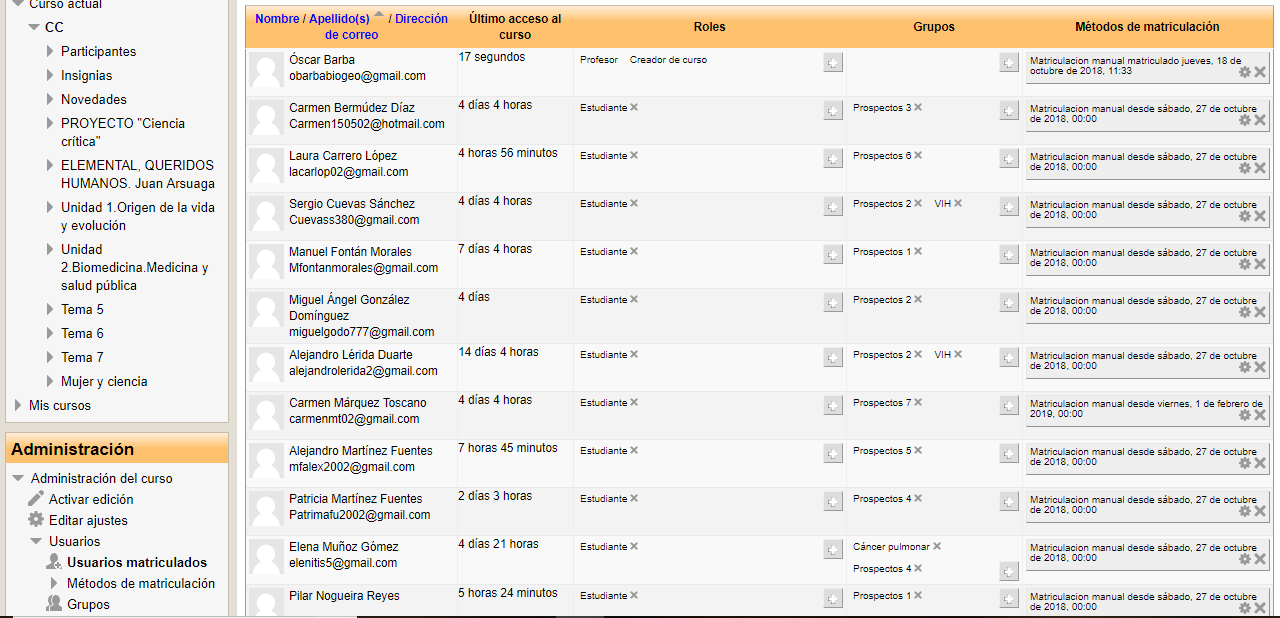 Curso actual
CC
Participantes
Insignias
Novedades
PROYECTO "Ciencia
crítica"
ELEMENTAL, QUERIDOS
HUMANOS. Juan Arsuaga
Unidad 1.Origen de la vida
y evolución
Unidad
2.Biomedicina.Medicina y
salud pública
Tema 5
Tema 6
Tema 7
Mujer y ciencia
Mis cursos
Administración
Administración del curso
Activar edición
Editar ajustes
Usuarios
Usuarios matriculados
Métodos de matriculación
Grupos
Nombre / Apellido(s) / Dirección
de correo
Último acceso al
curso
Roles
Grupos
Métodos de matriculación
Óscar Barba
obarbabiogeo@gmail.com
17 segundos
Profesor Creador de curso
Matriculacion manual matriculado jueves, 18 de
octubre de 2018, 11:33
Carmen Bermúdez Díaz
Carmen150502@hotmail.com
4 días 4 horas
Estudiante
Prospectos 3
Matriculacion manual desde sábado, 27 de octubre
de 2018, 00:00
Laura Carrero López
lacarlop02@gmail.com
4 horas 56 minutos
Estudiante
Prospectos 6
Matriculacion manual desde sábado, 27 de octubre
de 2018, 00:00
Sergio Cuevas Sánchez
Cuevass380@gmail.com
4 días 4 horas
Estudiante
Prospectos 2 VIH
Matriculacion manual desde sábado, 27 de octubre
de 2018, 00:00
Manuel Fontán Morales
Mfontanmorales@gmail.com
7 días 4 horas
Estudiante
Prospectos 1
Matriculacion manual desde sábado, 27 de octubre
de 2018, 00:00
Miguel Ángel González
Domínguez
miguelgodo777@gmail.com
4 días
Estudiante
Prospectos 2
Matriculacion manual desde sábado, 27 de octubre
de 2018, 00:00
Alejandro Lérida Duarte
alejandrolerida2@gmail.com
14 días 4 horas
Estudiante
Prospectos 2 VIH
Matriculacion manual desde sábado, 27 de octubre
de 2018, 00:00
Carmen Márquez Toscano
carmenmt02@gmail.com
4 días 4 horas
Estudiante
Prospectos 7
Matriculacion manual desde viernes, 1 de febrero de
2019, 00:00
Alejandro Martínez Fuentes
mfalex2002@gmail.com
7 horas 45 minutos
Estudiante
Prospectos 5
Matriculacion manual desde sábado, 27 de octubre
de 2018, 00:00
Patricia Martínez Fuentes
Patrimafu2002@gmail.com
2 días 3 horas
Estudiante
Prospectos 4
Matriculacion manual desde sábado, 27 de octubre
de 2018, 00:00
Elena Muñoz Gómez
elenitis5@gmail.com
4 días 21 horas
Estudiante
Cáncer pulmonar
Prospectos 4
Matriculacion manual desde sábado, 27 de octubre
de 2018, 00:00
Pilar Nogueira Reyes
5 horas 24 minutos
Estudiante
Prospectos 1
Matriculacion manual desde sábado, 27 de octubre
de 2018, 00:00